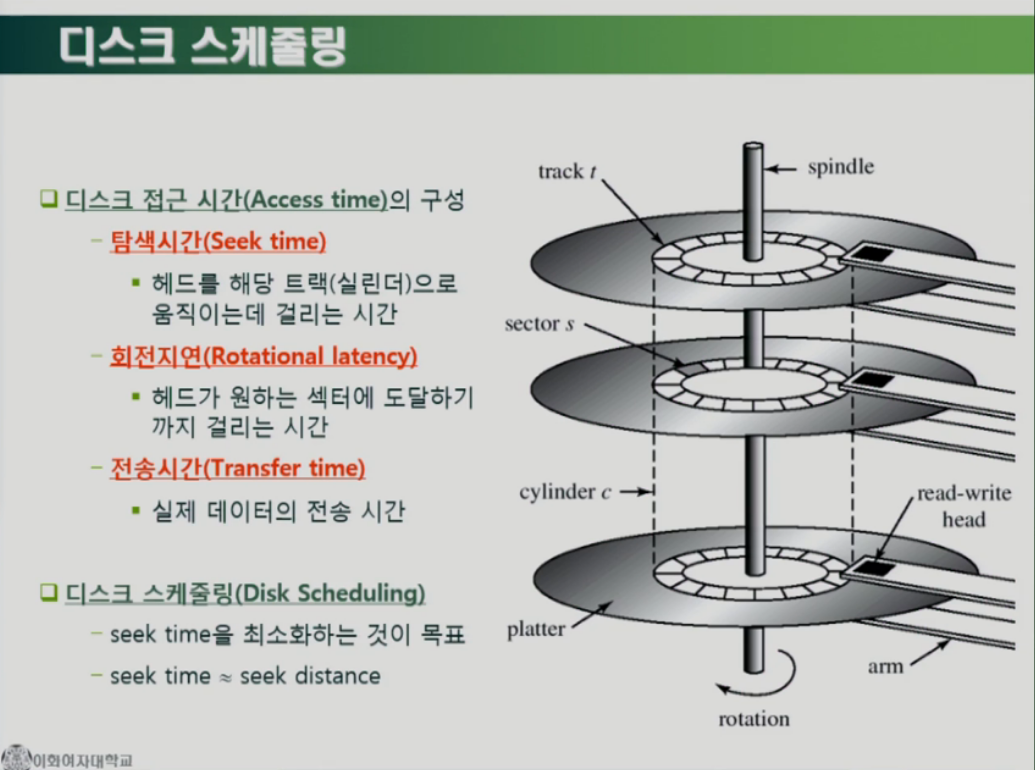 디스크 스케줄링
❑ 디스크 접근 시간(Access time)의 구성
– 탐색시간(Seek time)
▪ 헤드를 해당 트랙(실린더)으로
움직이는데 걸리는 시간
– 회전지연(Rotational latency)
▪ 헤드가 원하는 섹터에 도달하기
까지 걸리는 시간
– 전송시간(Transfer time)
▪ 실제 데이터의 전송 시간
❑ 디스크 스케줄링(Disk Scheduling)
– seek time을 최소화하는 것이 목표
– seek time ≈ seek distance
track t
spindle
sector s
cylinder c
read-write
head
platter
arm
rotation
이화여자대학교